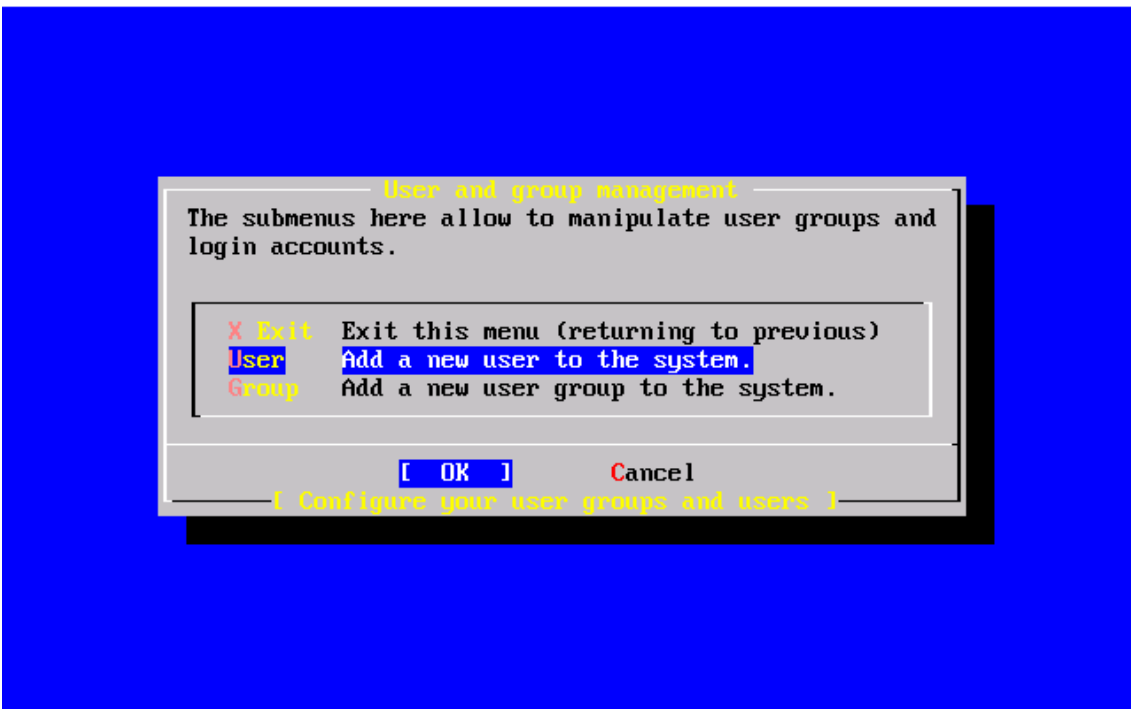 User and group management
The submenus here allow to manipulate user groups and
login accounts.
X Exit Exit this menu (returning to previous)
User Add a new user to the system.
Group Add a new user group to the system.
[ OK ] Cancel
[ Configure your user groups and users ]